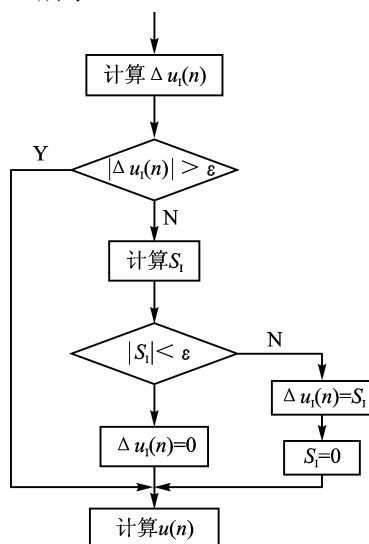 计算Δu_I(n)
|Δu_I(n)|>ε
Y
N
计算S_I
|S_I|<ε
N
Δu_I(n)=S_I
Δu_I(n)=0
S_I=0
计算u(n)